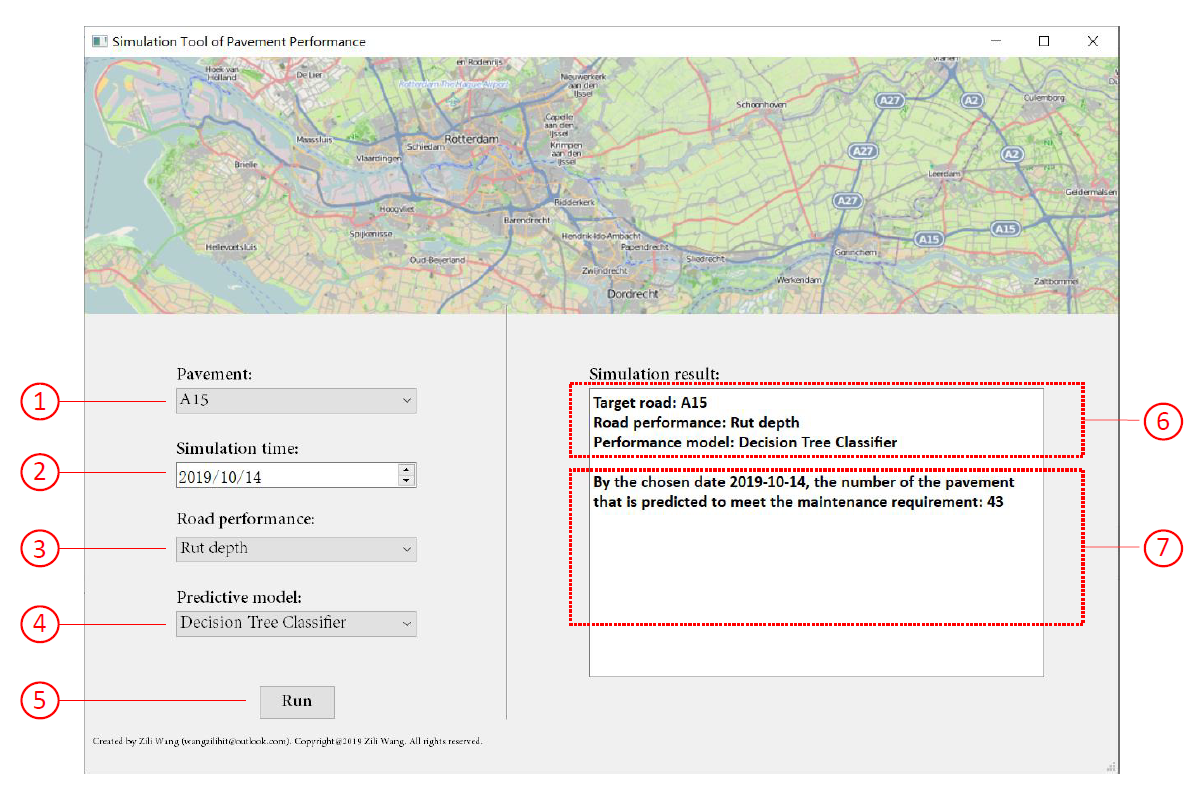 Simulation Tool of Pavement Performance
Hoek van
Holland
De Lier
en Rodenrijs
Rotterdam The Hague Airport
Nieuwerkerk
aan den
IJssel
Vianen
Schoonhoven
A27
A2
Culemborg
Maassluis
Schiedam
Rotterdam
Capelle
aan den
IJssel
Krimpen
aan den
IJssel
Vlaardingen
A27
A2
Brielle
Leerdam
Geldermalsen
Hoogvliet
Ridderkerk
A27
Barendrecht
Spijkenisse
Hendrik-Ido-Ambacht
Papendrecht
A15
A15
Hellevoetsluis
Oud-Beijerland
Sliedrecht
Gorinchem
Zwijndrecht
Werkendam
Zaltbommel
Dordrecht
Pavement:
1
A15
Simulation time:
2
2019/10/14
Road performance:
3
Rut depth
Predictive model:
4
Decision Tree Classifier
5
Run
Simulation result:
Target road: A15
Road performance: Rut depth
Performance model: Decision Tree Classifier
6
By the chosen date 2019-10-14, the number of the pavement
that is predicted to meet the maintenance requirement: 43
7
Created by Zili Wang (wangzilihit@outlook.com). Copyright@2019 Zili Wang. All rights reserved.